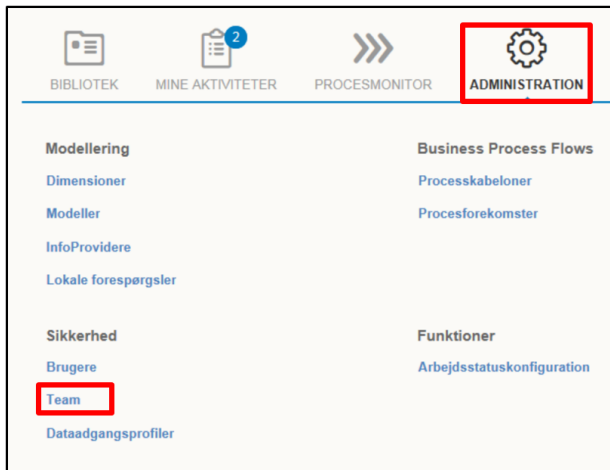 2
BIBLIOTEK MINE AKTIVITETER PROCESMONITOR ADMINISTRATION
Modellering
Dimensioner
Modeller
InfoProvidere
Lokale forespørgsler
Business Process Flows
Processkabeloner
Procesforekomster
Sikkerhed
Brugere
Team
Dataadgangsprofiler
Funktioner
Arbejdsstatuskonfiguration